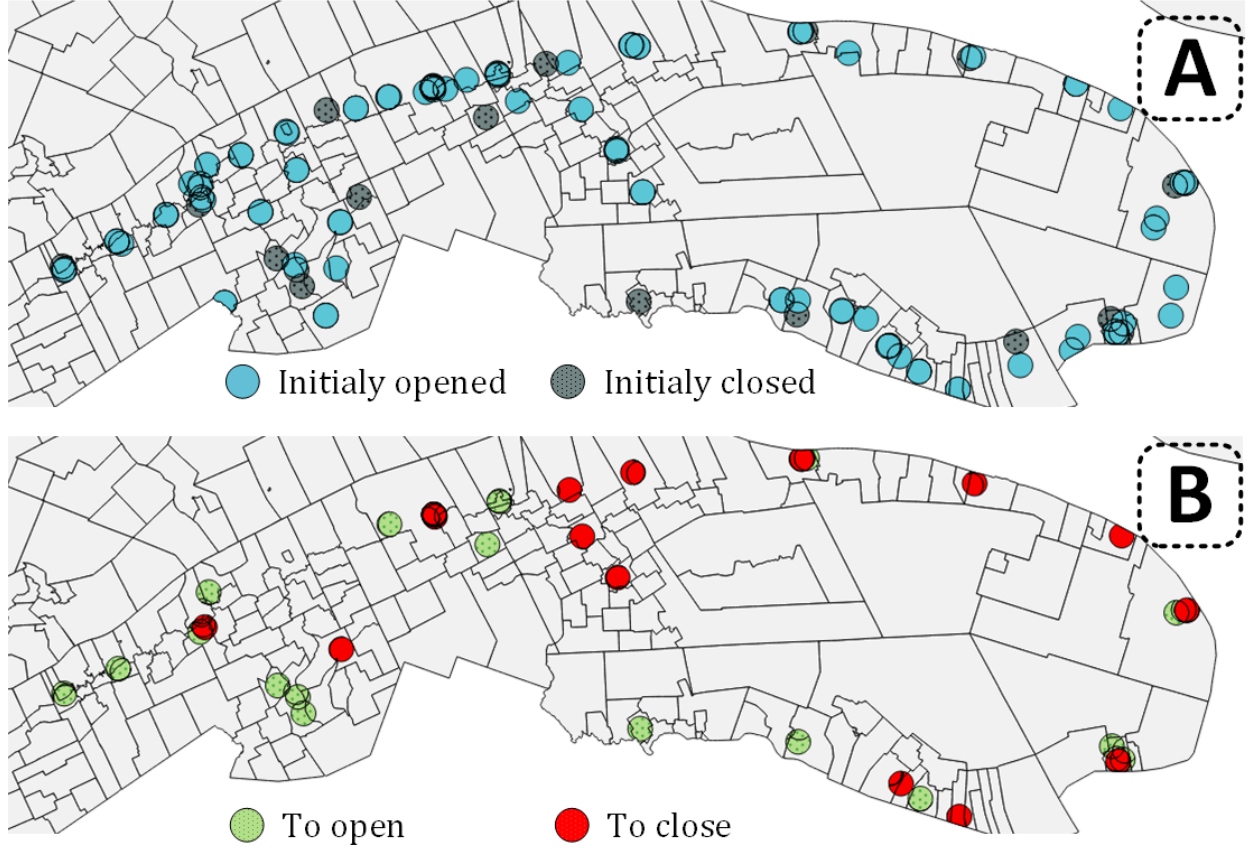 A
Initialy opened
Initialy closed
B
To open
To close